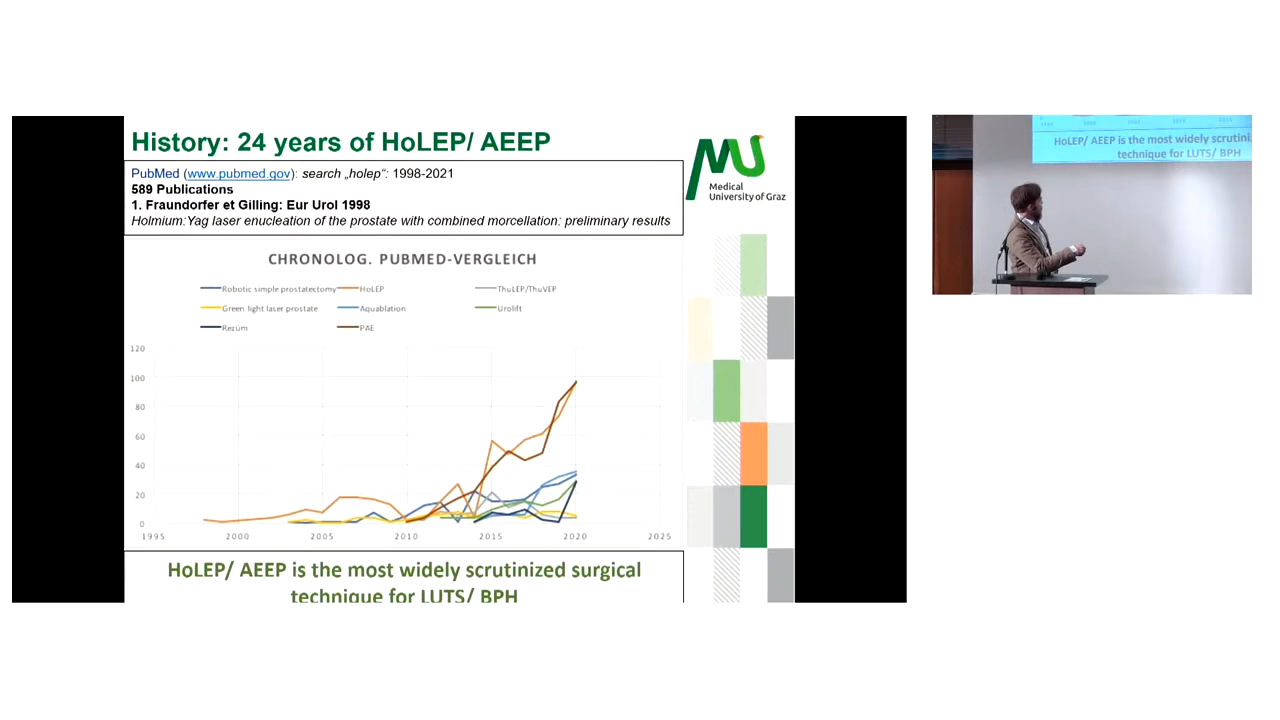 History: 24 years of HoLEP/ AEEP
PubMed (www.pubmed.gov): search „holep“: 1998-2021
589 Publications
1. Fraundorfer et Gilling: Eur Urol 1998
Holmium:Yag laser enucleation of the prostate with combined morcellation: preliminary results
MU
Medical
University of Graz
CHRONOLOG. PUBMED-VERGLEICH
Robotic simple prostatectomy HoLEP ThuLEP/ThuVEP
Green light laser prostate Aquablation Urolift
Rezum PAE
120
100
80
60
40
20
0
1995 2000 2005 2010 2015 2020 2025
HoLEP/ AEEP is the most widely scrutinized surgical
technique for LUTS/ BPH
HoLEP/ AEEP is the most widely scrutini
technique for LUTS/ BPH